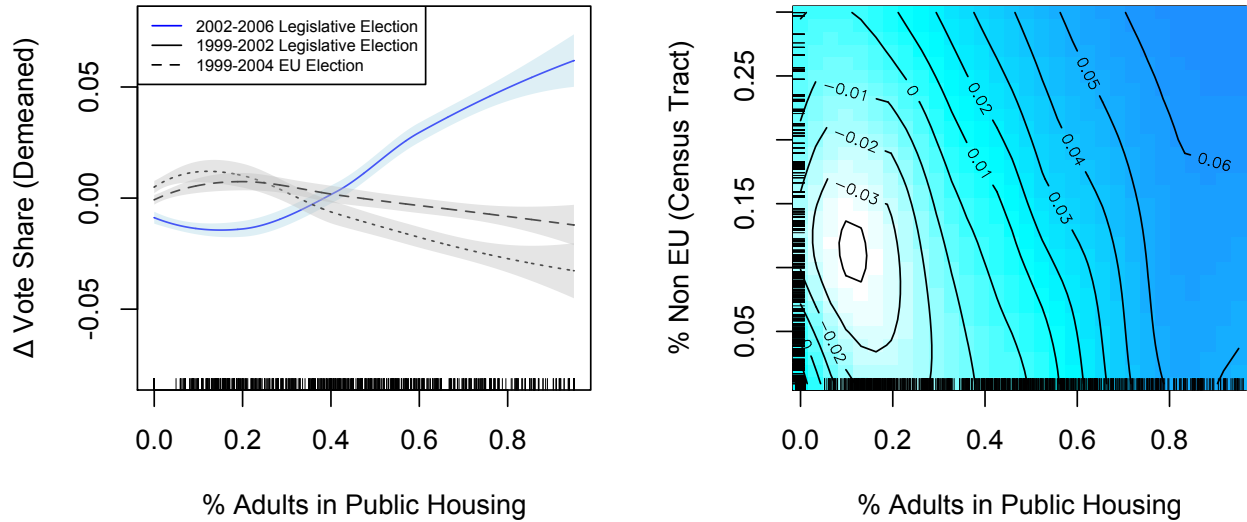 2002-2006 Legislative Election
1999-2002 Legislative Election
1999-2004 EU Election
Δ Vote Share (Demeaned)
0.05
0.00
-0.05
0.0 0.2 0.4 0.6 0.8
% Adults in Public Housing
% Non EU (Census Tract)
0.25
0.15
0.05
−0.01
−0.02
−0.03
0
0.01
0.02
0.03
0.04
0.05
0.06
−0.02
0
0.0 0.2 0.4 0.6 0.8
% Adults in Public Housing